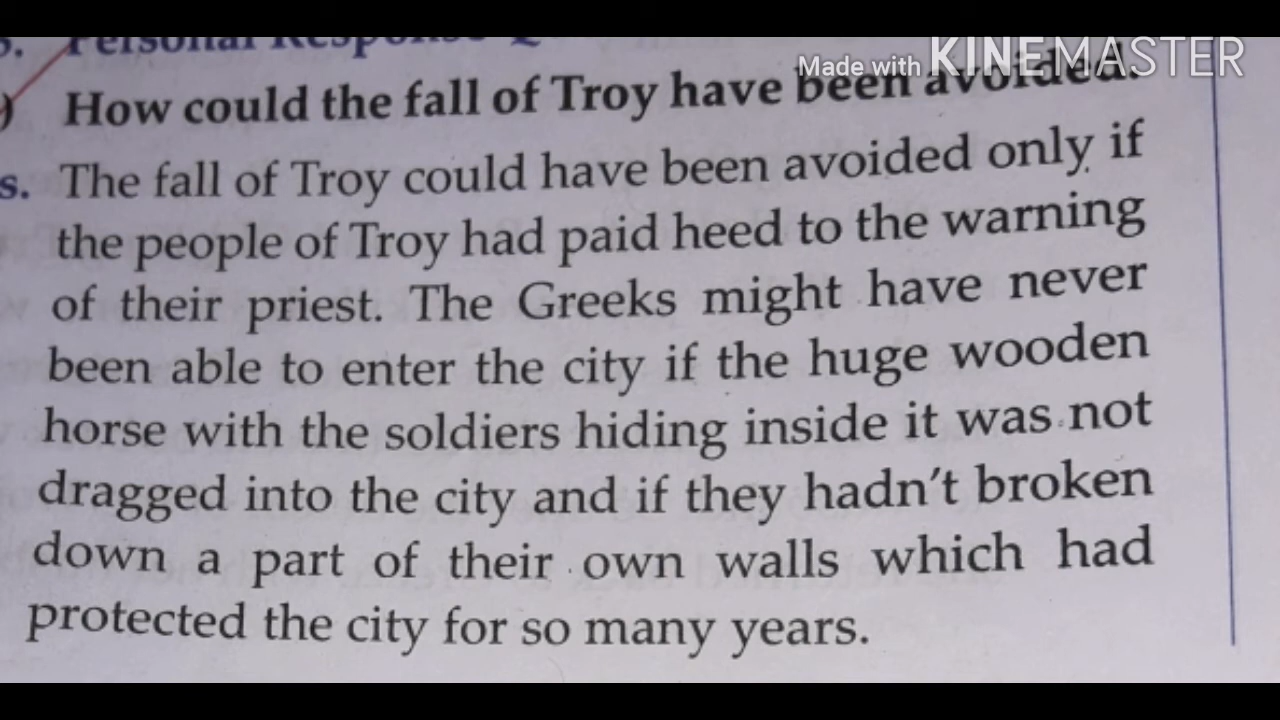 Personal Response
Made with KINEMASTER
) How could the fall of Troy have been avoided.
s. The fall of Troy could have been avoided only if
the people of Troy had paid heed to the warning
of their priest. The Greeks might have never
been able to enter the city if the huge wooden
horse with the soldiers hiding inside it was not
dragged into the city and if they hadn't broken
down a part of their own walls which had
protected the city for so many years.